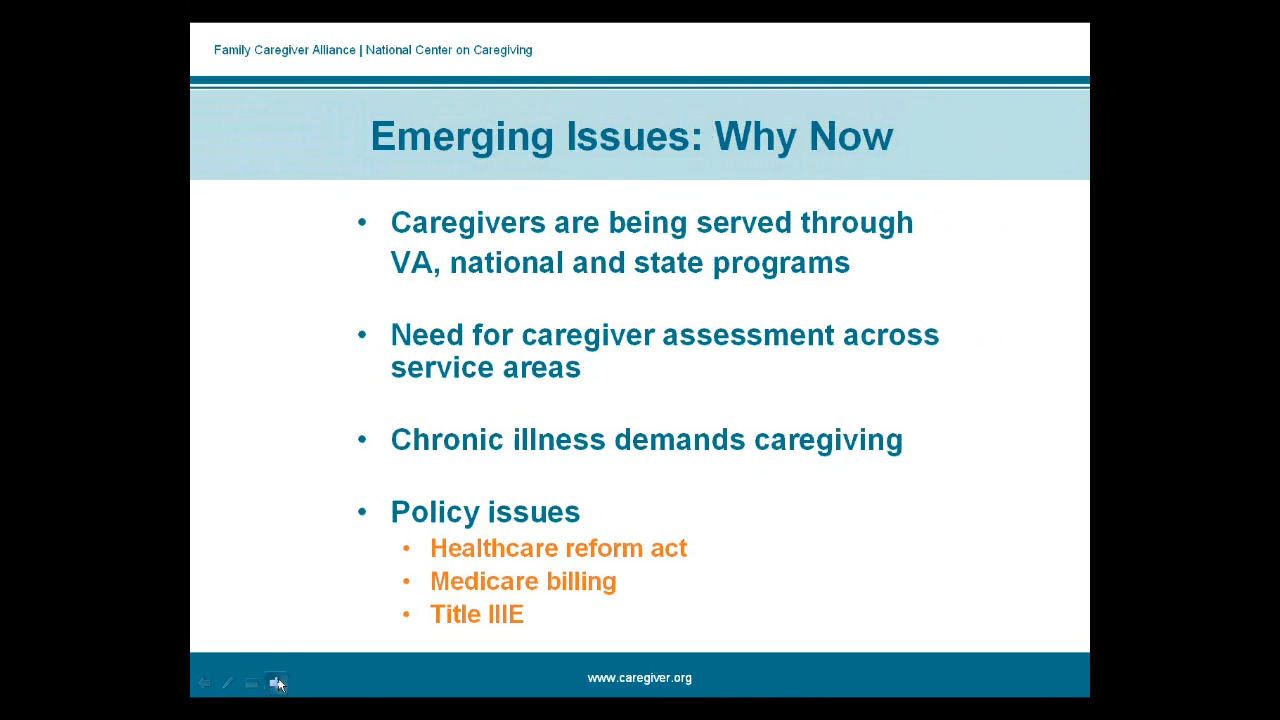 Family Caregiver Alliance | National Center on Caregiving
Emerging Issues: Why Now
• Caregivers are being served through
VA, national and state programs
• Need for caregiver assessment across
service areas
• Chronic illness demands caregiving
• Policy issues
• Healthcare reform act
• Medicare billing
• Title IIIE
www.caregiver.org